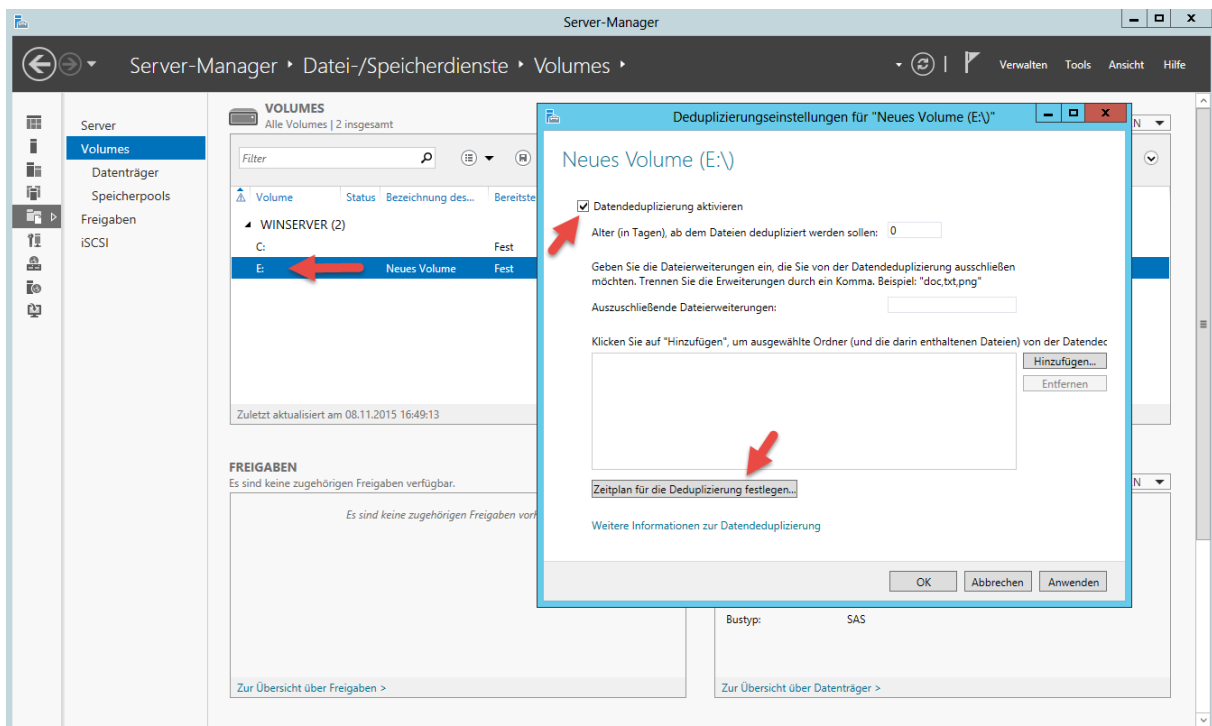 Server-Manager
Server-Manager • Datei-/Speicherdienste • Volumes •
Verwalten Tools Ansicht Hilfe
Server
Volumes
Datenträger
Speicherpools
Freigaben
iSCSI
VOLUMES
Alle Volumes | 2 insgesamt
Filter
Volume Status Bezeichnung des... Bereitste
WINSERVER (2)
C: Fest
E: Neues Volume Fest
Zuletzt aktualisiert am 08.11.2015 16:49:13
FREIGABEN
Es sind keine zugehörigen Freigaben verfügbar.
Es sind keine zugehörigen Freigaben vorh
Zur Übersicht über Freigaben >
Deduplizierungseinstellungen für "Neues Volume (E:\)"
Neues Volume (E:\)
Datendeduplizierung aktivieren
Alter (in Tagen), ab dem Dateien dedupliziert werden sollen: 0
Geben Sie die Dateierweiterungen ein, die Sie von der Datendeduplizierung ausschließen
möchten. Trennen Sie die Erweiterungen durch ein Komma. Beispiel: "doc,txt,png"
Auszuschließende Dateierweiterungen:
Klicken Sie auf "Hinzufügen", um ausgewählte Ordner (und die darin enthaltenen Dateien) von der Datendec
Hinzufügen...
Entfernen
Zeitplan für die Deduplizierung festlegen...
Weitere Informationen zur Datendeduplizierung
OK Abbrechen Anwenden
N
N
Bustyp: SAS
Zur Übersicht über Datenträger >